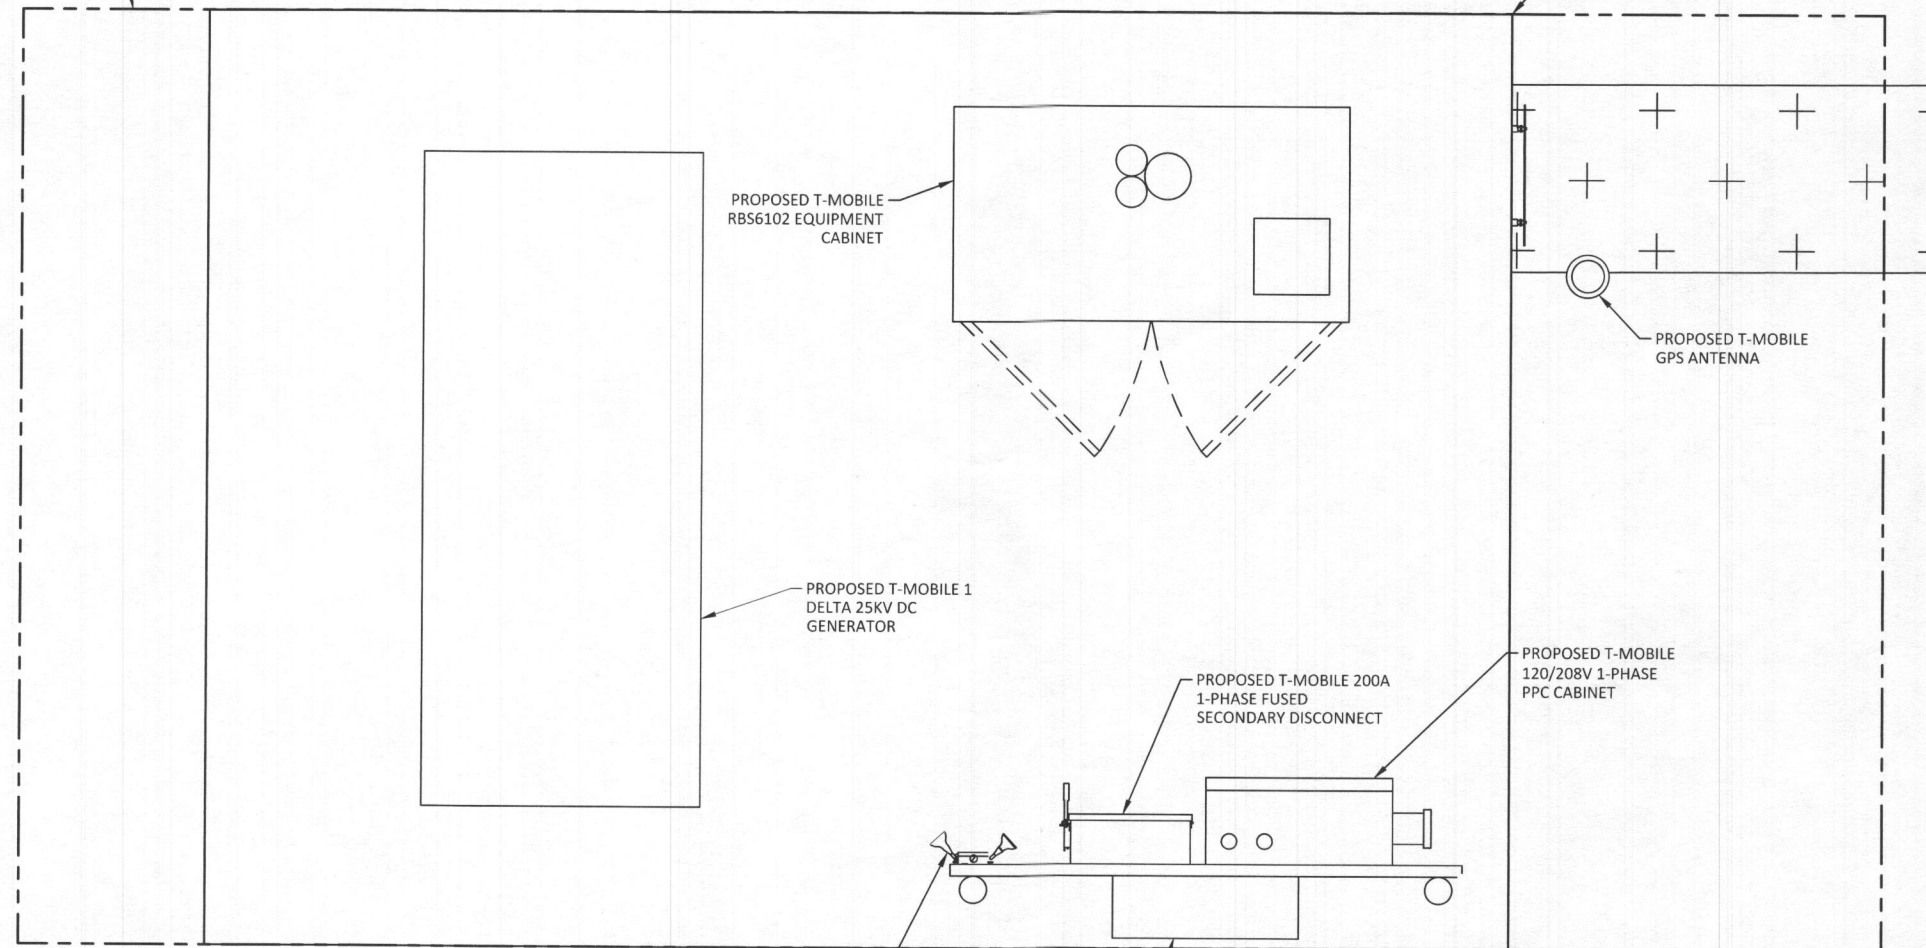 PROPOSED T-MOBILE
RBS6102 EQUIPMENT
CABINET
PROPOSED T-MOBILE
GPS ANTENNA
PROPOSED T-MOBILE 1
DELTA 25KV DC
GENERATOR
PROPOSED T-MOBILE
120/208V 1-PHASE
PPC CABINET
PROPOSED T-MOBILE 200A
1-PHASE FUSED
SECONDARY DISCONNECT